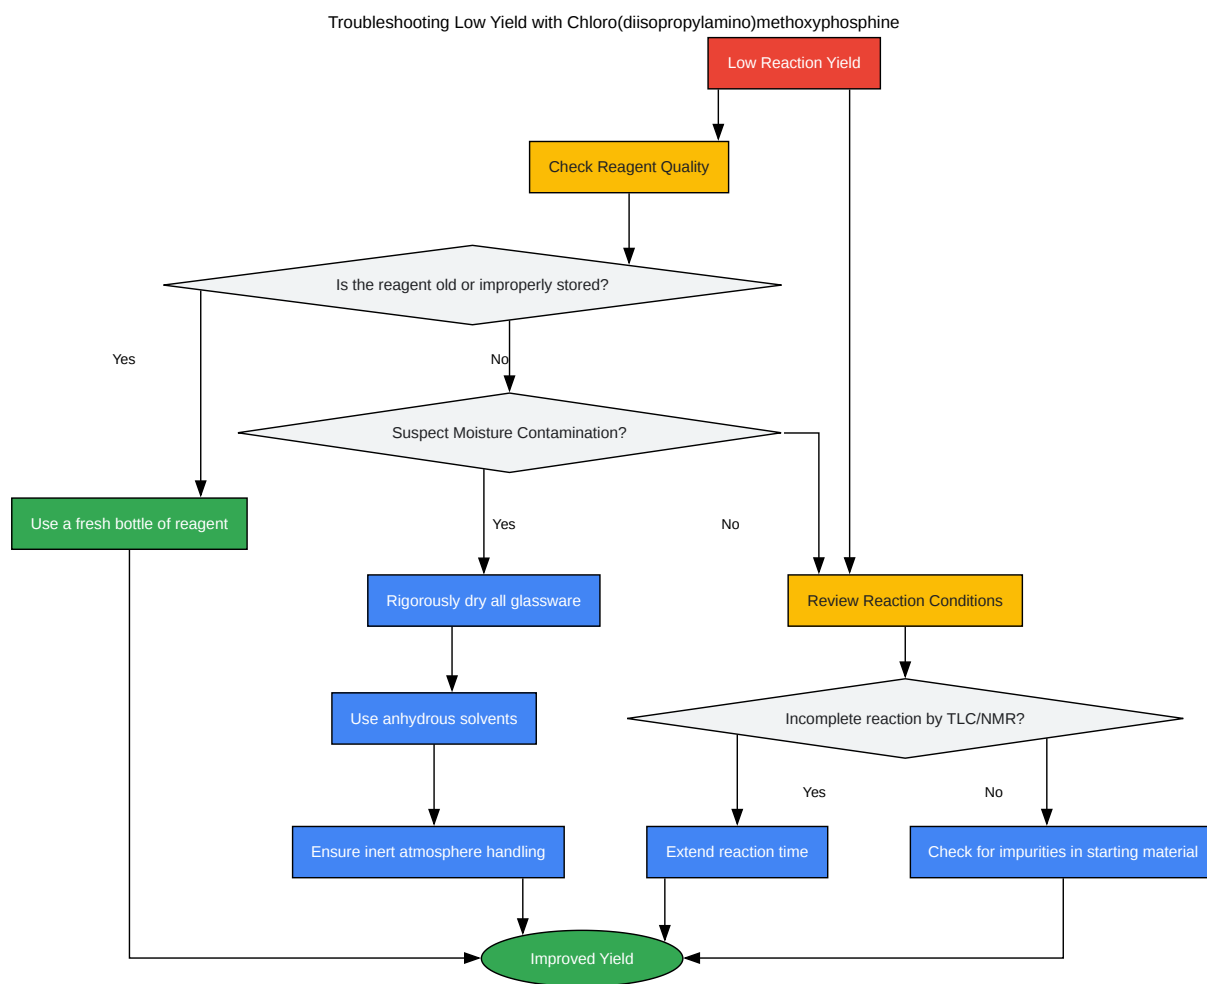 Troubleshooting Low Yield with Chloro(diisopropylamino)methoxyphosphine
Low Reaction Yield
Check Reagent Quality
Is the reagent old or improperly stored?
Yes
No
Suspect Moisture Contamination?
Use a fresh bottle of reagent
Yes
No
Rigorously dry all glassware
Review Reaction Conditions
Use anhydrous solvents
Incomplete reaction by TLC/NMR?
Yes
No
Ensure inert atmosphere handling
Extend reaction time
Check for impurities in starting material
Improved Yield